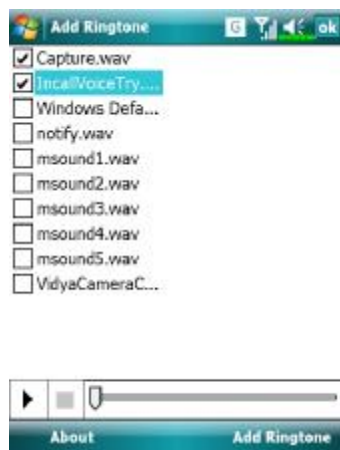 Add Ringtone G ok
Capture.wav
IncallVoiceTry....
Windows Defa...
notify.wav
msound1.wav
msound2.wav
msound3.wav
msound4.wav
msound5.wav
VidyaCameraC...
About Add Ringtone